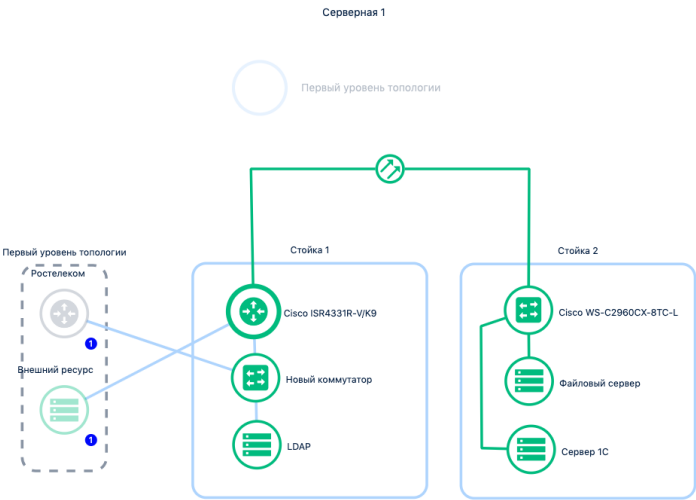 Серверная 1
Первый уровень топологии
Стойка 1
Стойка 2
Первый уровень топологии
Ростелеком
Cisco ISR4331R-V/K9
Cisco WS-C2960CX-8TC-L
1
Внешний ресурс
Новый коммутатор
Файловый сервер
1
LDAP
Сервер 1С